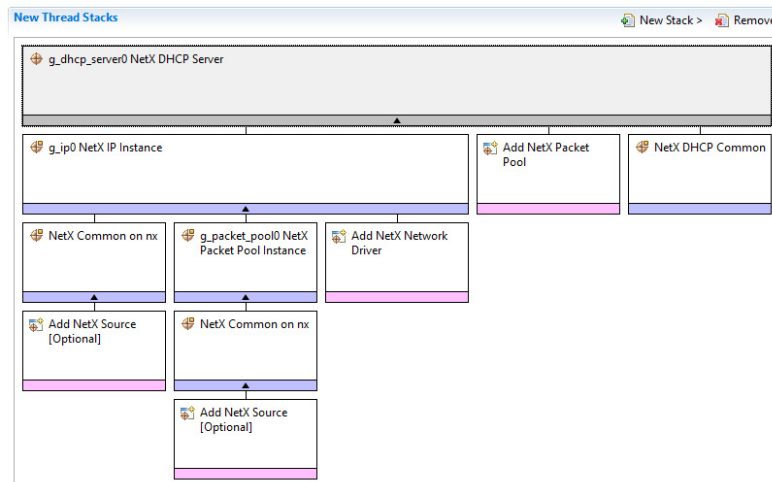 New Thread Stacks
New Stack >
Remove
g_dhcp_server0 NetX DHCP Server
g_ip0 NetX IP Instance
Add NetX Packet
Pool
NetX DHCP Common
NetX Common on nx
g_packet_pool0 NetX
Packet Pool Instance
Add NetX Network
Driver
Add NetX Source
[Optional]
NetX Common on nx
Add NetX Source
[Optional]